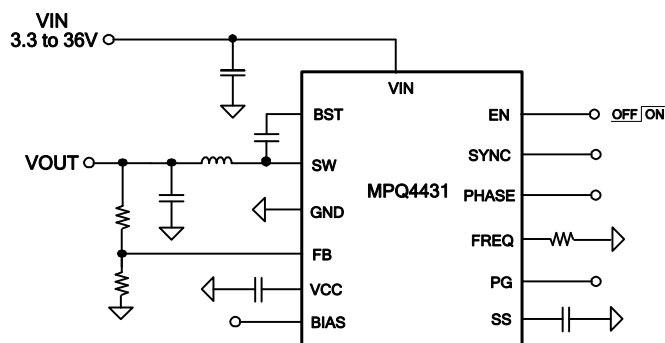 VIN
3.3 to 36V
VIN
BST
EN
OFF ON
SYNC
VOUT
SW
MPQ4431
PHASE
GND
FREQ
FB
PG
VCC
SS
BIAS